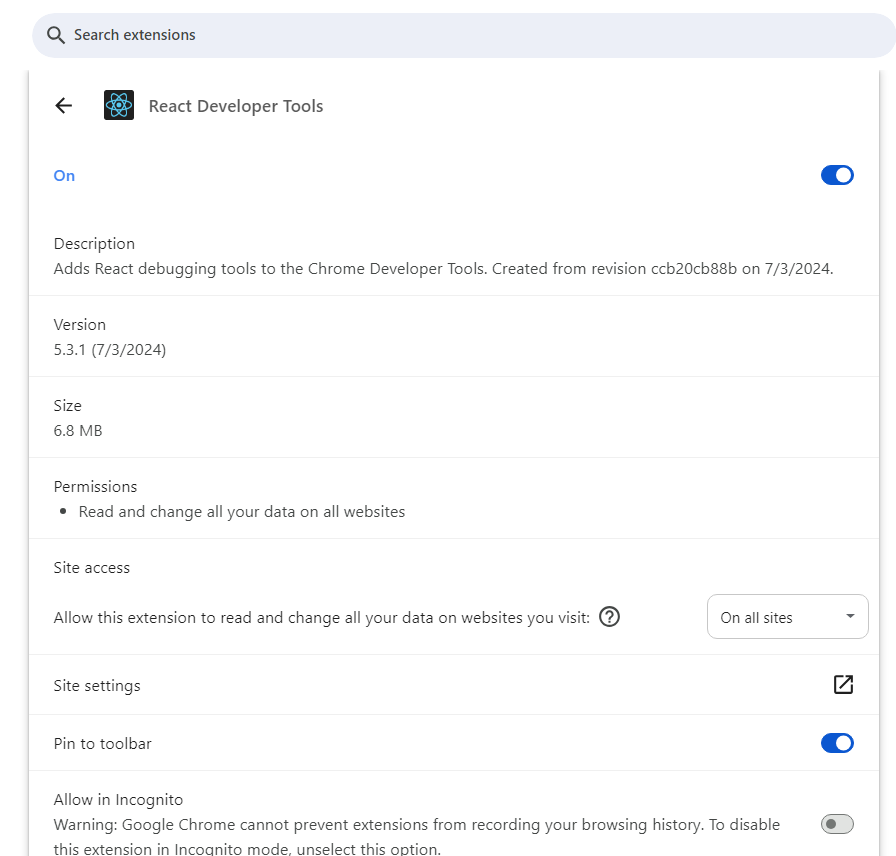 Search extensions
React Developer Tools
On
Description
Adds React debugging tools to the Chrome Developer Tools. Created from revision ccb20cb88b on 7/3/2024.
Version
5.3.1 (7/3/2024)
Size
6.8 MB
Permissions
Read and change all your data on all websites
Site access
Allow this extension to read and change all your data on websites you visit:
On all sites
Site settings
Pin to toolbar
Allow in Incognito
Warning: Google Chrome cannot prevent extensions from recording your browsing history. To disable
this extension in Incognito mode, unselect this option.